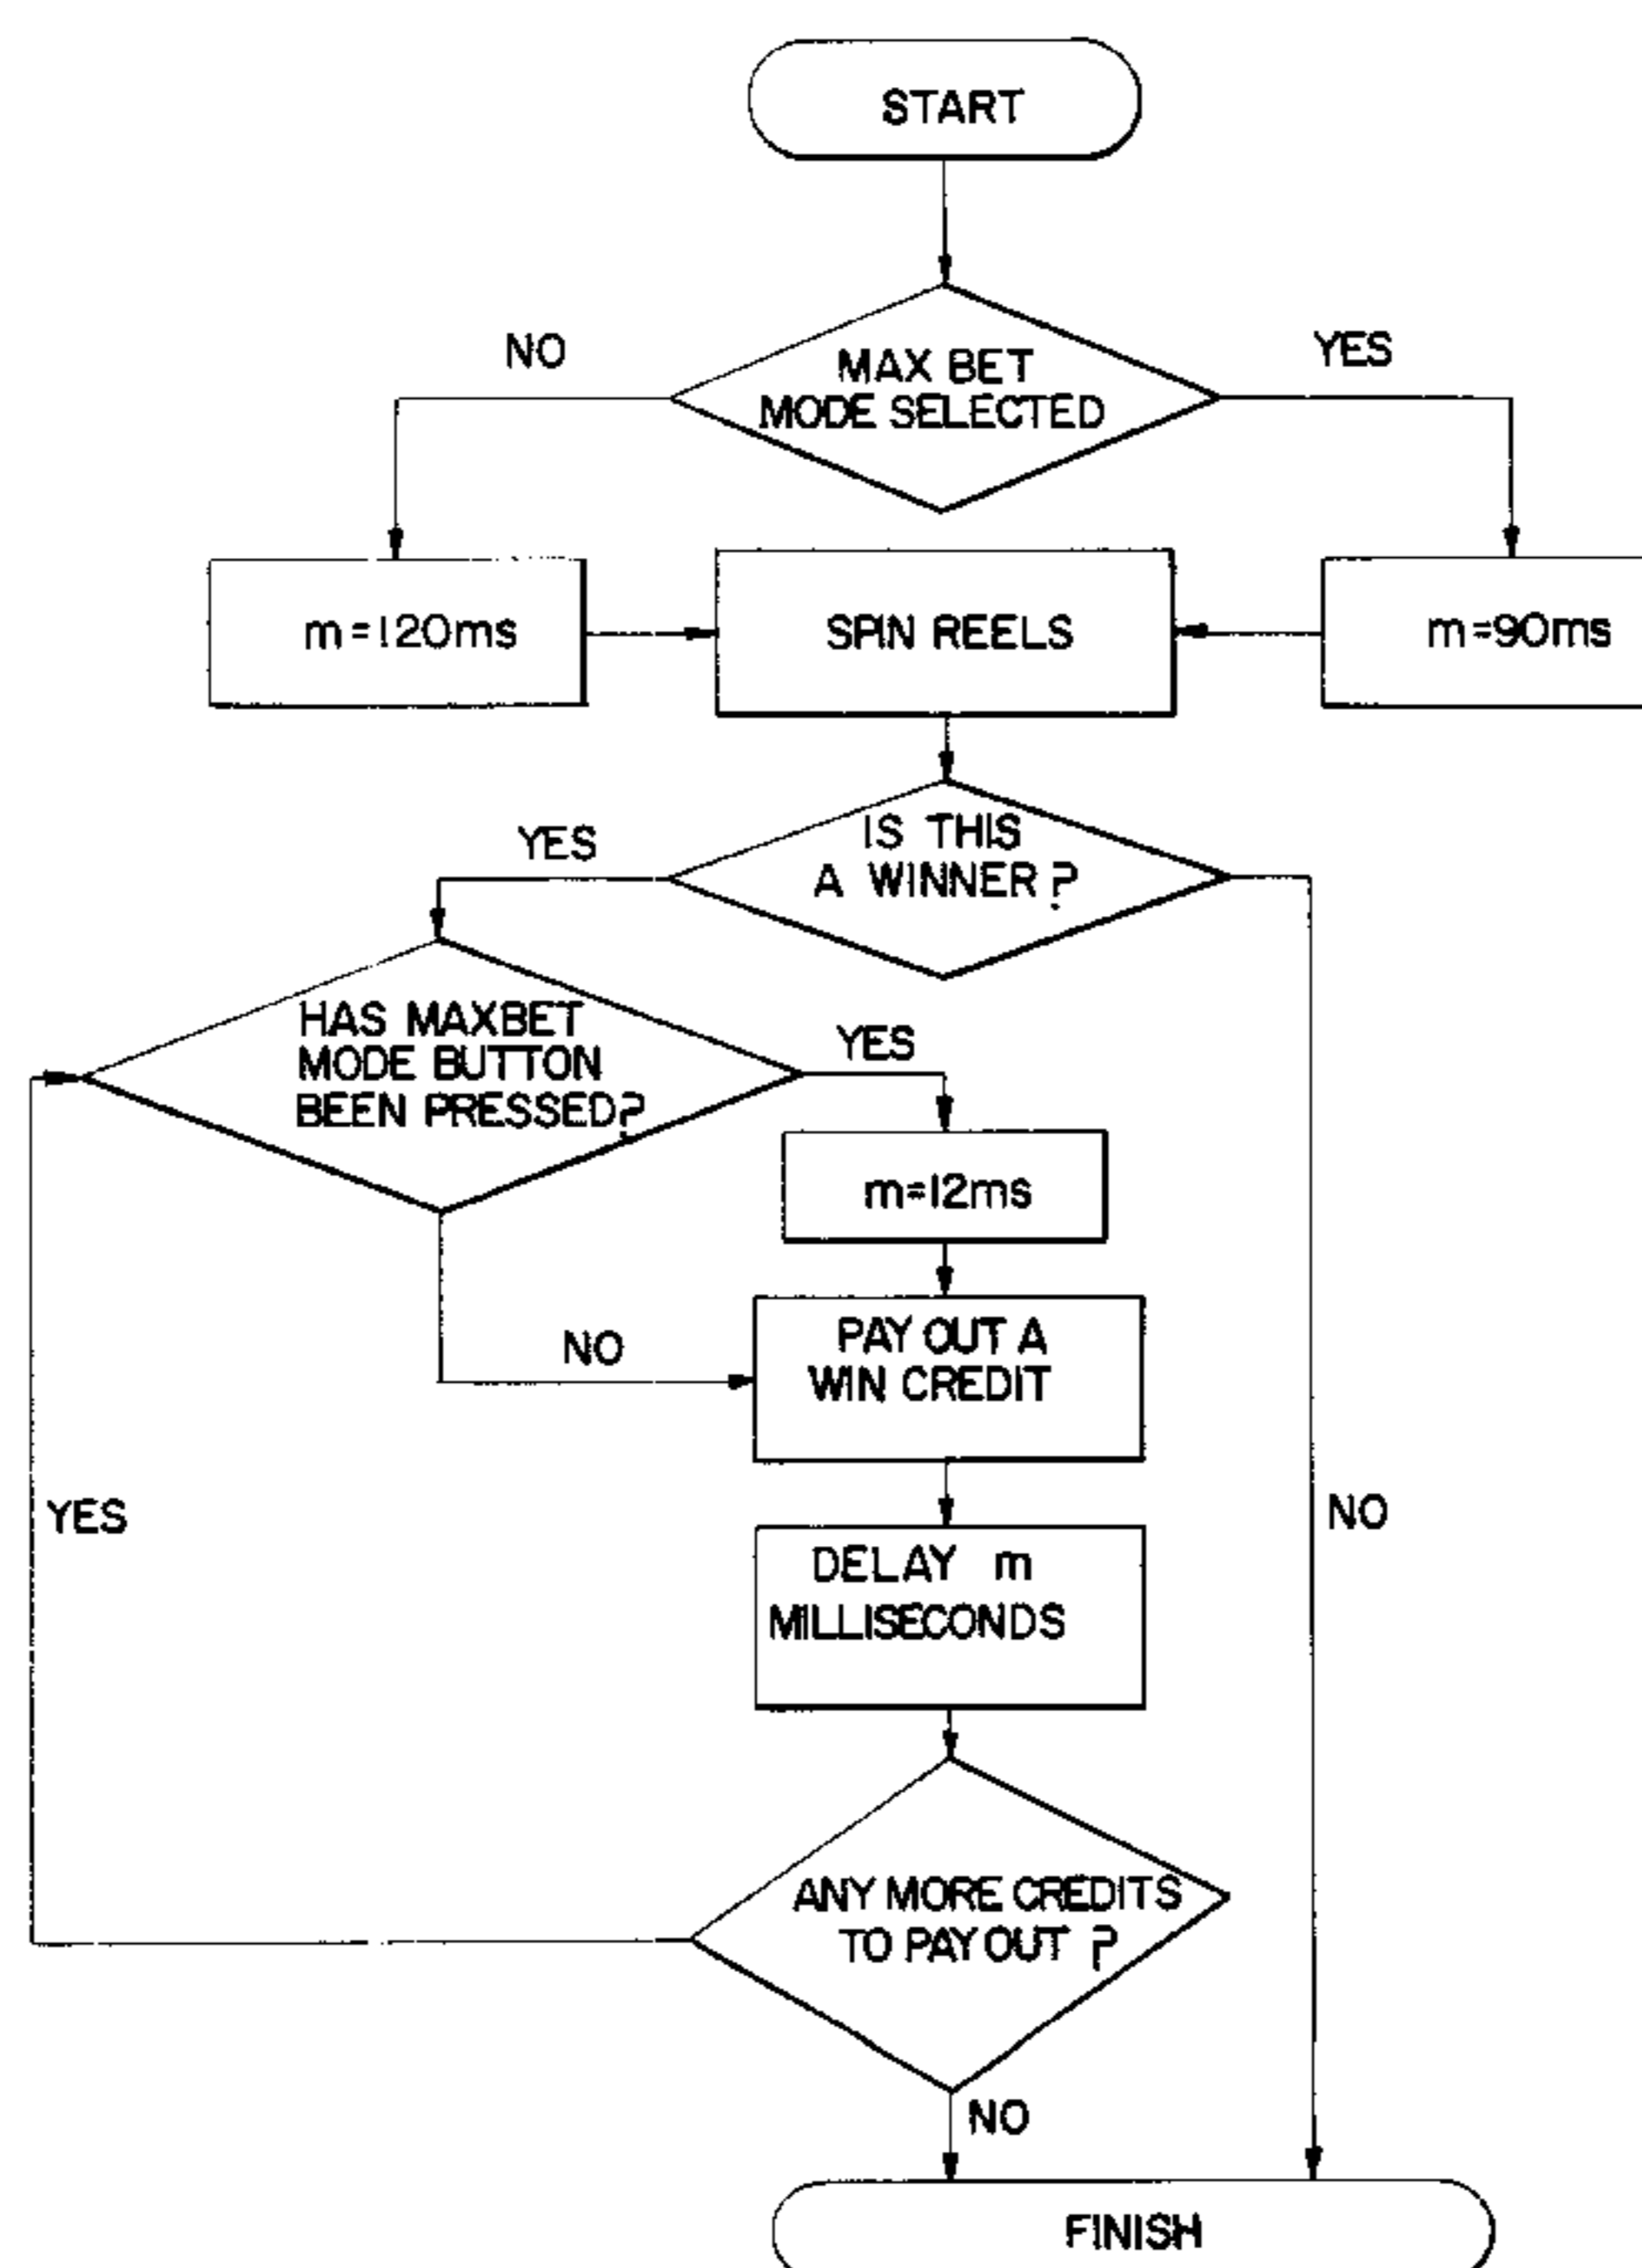 START
NO
YES
MAX BET
MODE SELECTED
m=120ms
SPIN REELS
m=90ms
YES
IS THIS
A WINNER?
HAS MAXBET
MODE BUTTON
BEEN PRESSED?
YES
m=12ms
NO
PAY OUT A
WIN CREDIT
YES
NO
DELAY m
MILLISECONDS
ANY MORE CREDITS
TO PAY OUT ?
NO
FINISH